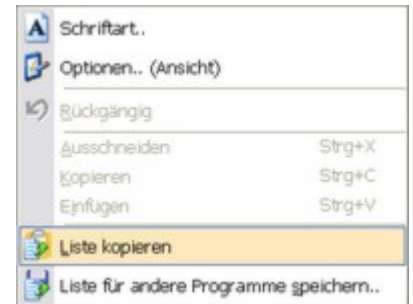 Schriftart..
Optionen.. (Ansicht)
Rückgängig
Ausschneiden Strg+X
Kopieren Strg+C
Einfügen Strg+V
Liste kopieren
Liste für andere Programme speichern..